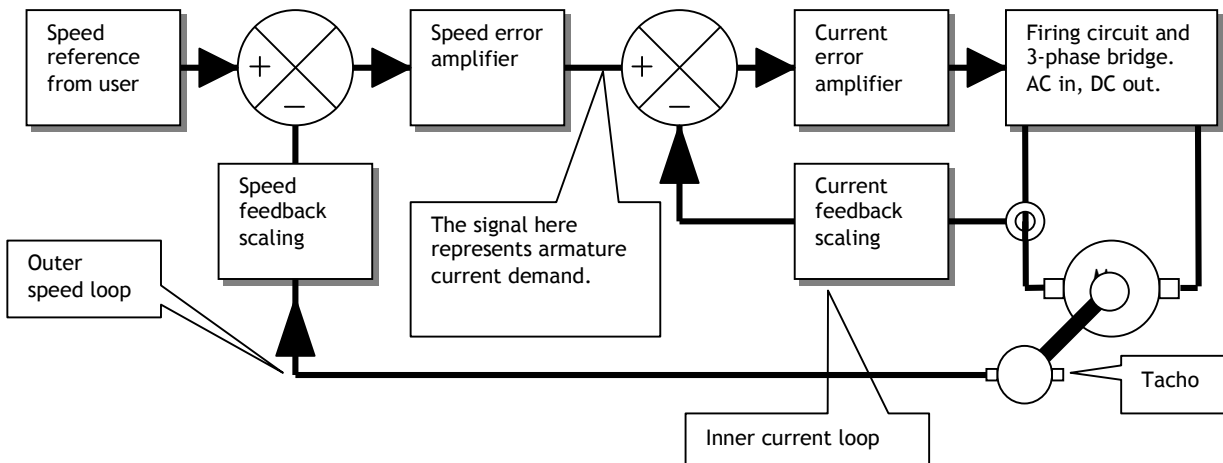 Speed
reference
from user
+
−
Speed error
amplifier
+
−
Current
error
amplifier
Firing circuit and
3-phase bridge.
AC in, DC out.
Speed
feedback
scaling
The signal here
represents armature
current demand.
Current
feedback
scaling
Outer
speed loop
Tacho
Inner current loop